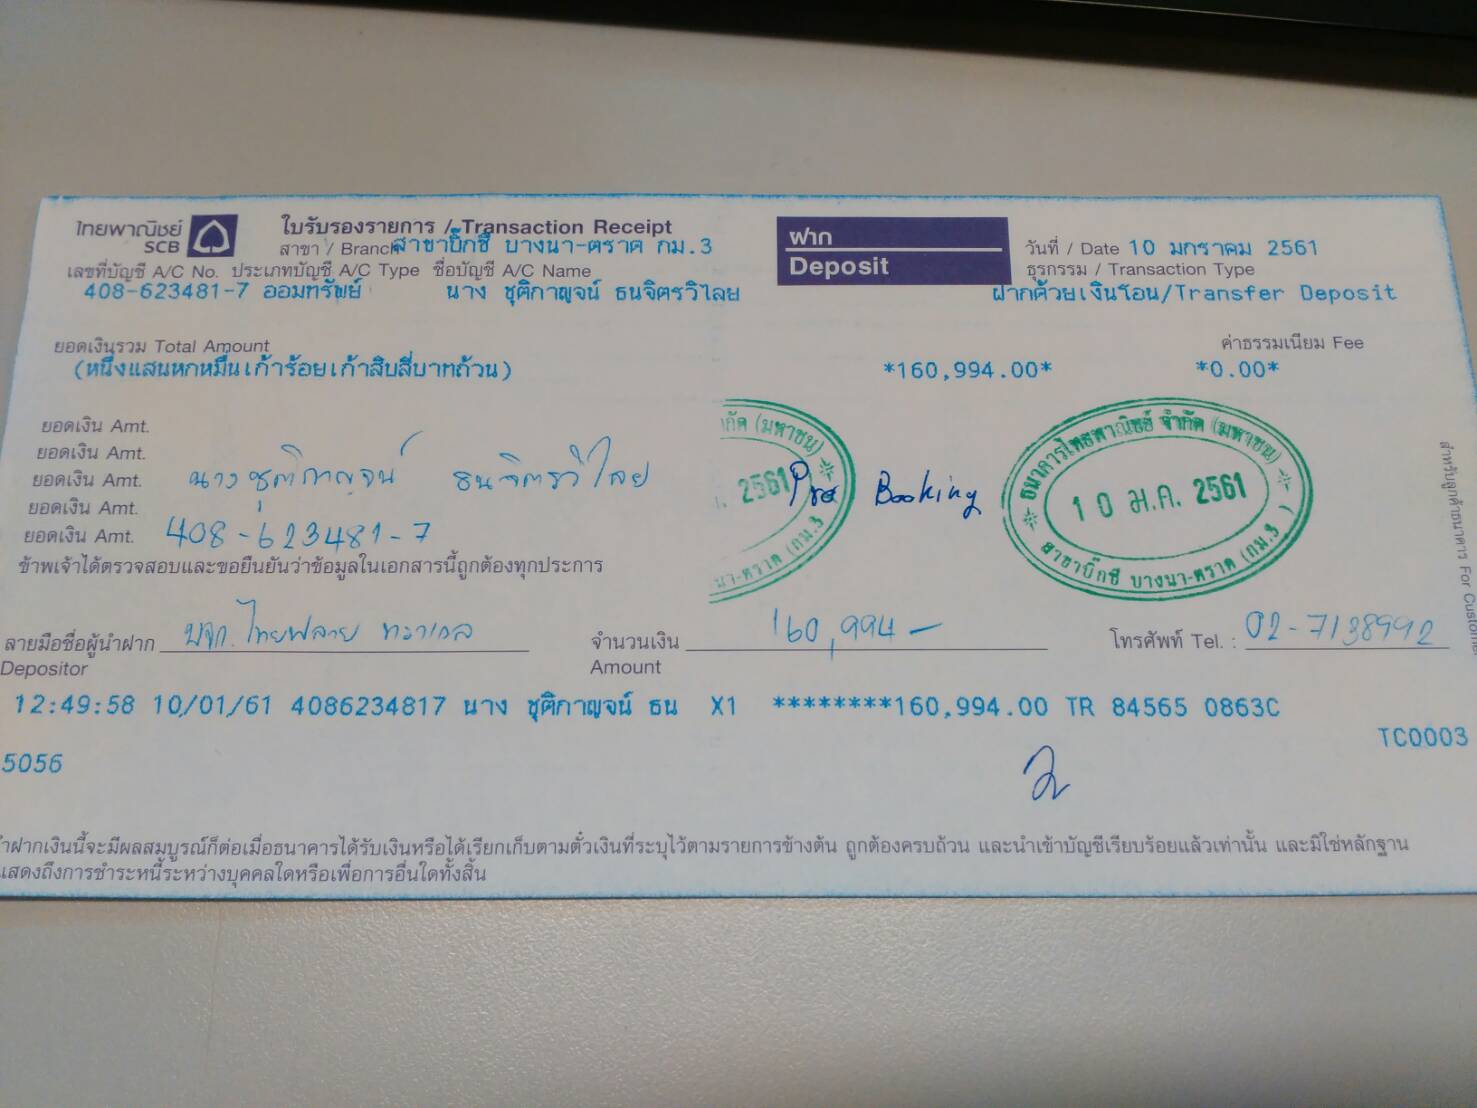 ไทยพาณิชย์ SCB
ใบรับรองรายการ / Transaction Receipt
สาขา / Branch สาขาบิ๊กซี บางนา-ตราด กม.3
ฝาก
Deposit
วันที่ / Date 10 มกราคม 2561
ธุรกรรม / Transaction Type
เลขที่บัญชี A/C No. ประเภทบัญชี A/C Type ชื่อบัญชี A/C Name
408-623481-7 ออมทรัพย์ นาง ชุติกาญจน์ ธนจิตรวิไลย ฝากด้วยเงินโอน/Transfer Deposit
ยอดเงินรวม Total Amount ค่าธรรมเนียม Fee
(หนึ่งแสนหกหมื่นเก้าร้อยเก้าสิบสี่บาทถ้วน) *160,994.00* *0.00*
ยอดเงิน Amt.
ยอดเงิน Amt.
ยอดเงิน Amt. นางชุติกาญจน์ ธนจิตรวิไลย
ยอดเงิน Amt.
ยอดเงิน Amt. 408-623481-7
Pro Booking
ำกัด (มหาชน)
. 2561
บางนา-ตราด (กม.3
ธนาคารไทยพาณิชย์ จำกัด (มหาชน)
10 ม.ค. 2561
สาขาบิ๊กซี บางนา-ตราด (กม.3)
สำหรับลูกค้าธนาคาร For Customer
ข้าพเจ้าได้ตรวจสอบและขอยืนยันว่าข้อมูลในเอกสารนี้ถูกต้องทุกประการ
ลายมือชื่อผู้นำฝาก บจก. ไทยฟลาย ทราเวล จำนวนเงิน 160,994- โทรศัพท์ Tel. : 02-7138992
Depositor Amount
12:49:58 10/01/61 4086234817 นาง ชุติกาญจน์ ธน X1 ********160,994.00 TR 84565 0863C
TC0003
5056
ำฝากเงินนี้จะมีผลสมบูรณ์ก็ต่อเมื่อธนาคารได้รับเงินหรือได้เรียกเก็บตามตั๋วเงินที่ระบุไว้ตามรายการข้างต้น ถูกต้องครบถ้วน และนำเข้าบัญชีเรียบร้อยแล้วเท่านั้น และมิใช่หลักฐาน
แสดงถึงการชำระหนี้ระหว่างบุคคลใดหรือเพื่อการอื่นใดทั้งสิ้น